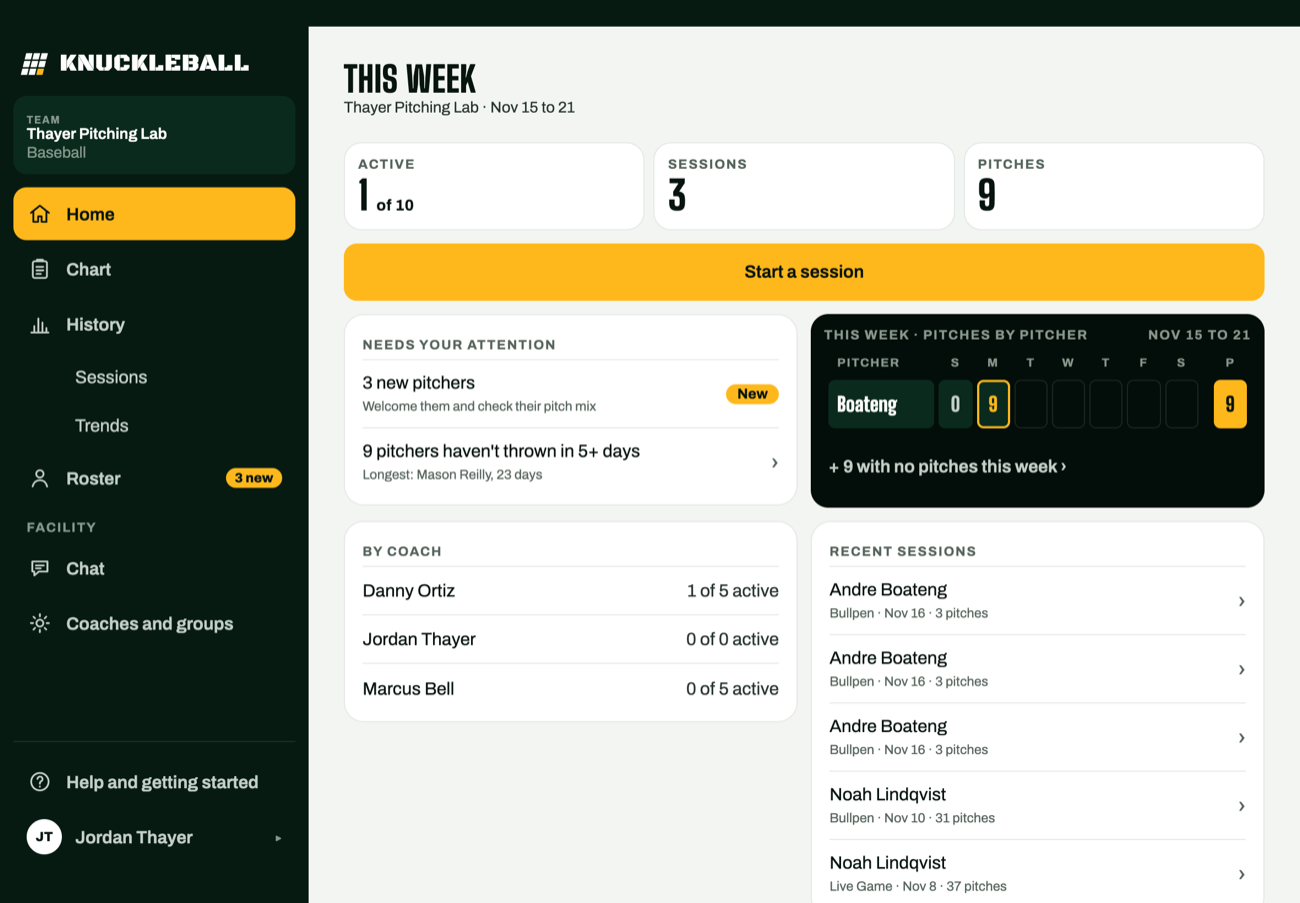 KNUCKLEBALL
TEAM
Thayer Pitching Lab
Baseball
Home
Chart
History
Sessions
Trends
Roster
3 new
FACILITY
Chat
Coaches and groups
Help and getting started
JT
Jordan Thayer
THIS WEEK
Thayer Pitching Lab · Nov 15 to 21
ACTIVE
1 of 10
SESSIONS
3
PITCHES
9
Start a session
NEEDS YOUR ATTENTION
3 new pitchers
Welcome them and check their pitch mix
New
9 pitchers haven't thrown in 5+ days
Longest: Mason Reilly, 23 days
THIS WEEK · PITCHES BY PITCHER NOV 15 TO 21
PITCHER S M T W T F S P
Boateng 0 9 9
+ 9 with no pitches this week ›
BY COACH
Danny Ortiz 1 of 5 active
Jordan Thayer 0 of 0 active
Marcus Bell 0 of 5 active
RECENT SESSIONS
Andre Boateng
Bullpen · Nov 16 · 3 pitches
Andre Boateng
Bullpen · Nov 16 · 3 pitches
Andre Boateng
Bullpen · Nov 16 · 3 pitches
Noah Lindqvist
Bullpen · Nov 10 · 31 pitches
Noah Lindqvist
Live Game · Nov 8 · 37 pitches